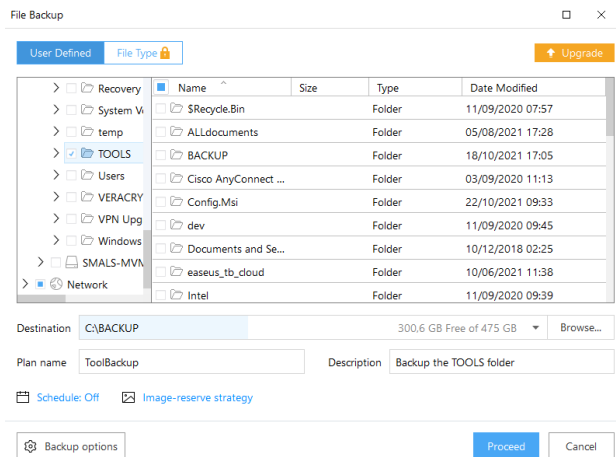 File Backup
User Defined
File Type
Upgrade
Recovery
System Vo
temp
TOOLS
Users
VERACRY
VPN Upg
Windows
SMALS-MVM
Network
Name Size Type Date Modified
$Recycle.Bin Folder 11/09/2020 07:57
ALLdocuments Folder 05/08/2021 17:28
BACKUP Folder 18/10/2021 17:05
Cisco AnyConnect ... Folder 03/09/2020 11:13
Config.Msi Folder 22/10/2021 09:33
dev Folder 11/09/2020 09:45
Documents and Se... Folder 10/12/2018 02:25
easeus_tb_cloud Folder 10/06/2021 11:38
Intel Folder 11/09/2020 09:39
Destination C:\BACKUP 300.6 GB Free of 475 GB Browse...
Plan name ToolBackup Description Backup the TOOLS folder
Schedule: Off Image-reserve strategy
Backup options Proceed Cancel